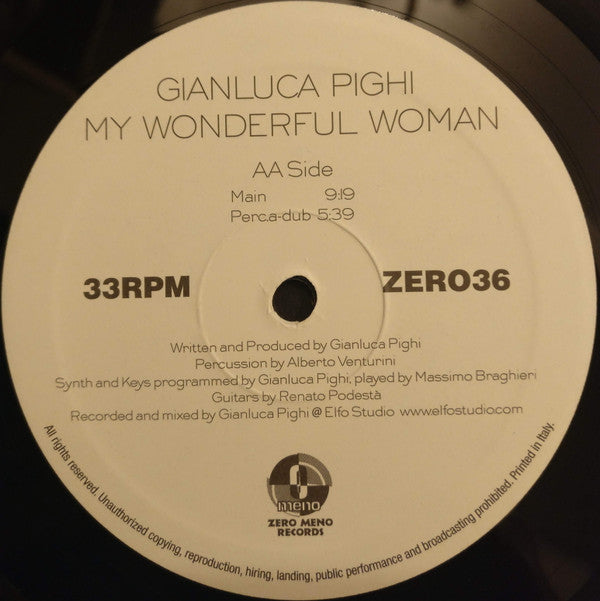 GIANLUCA PIGHI
MY WONDERFUL WOMAN
AA Side
Main 9:19
Perc.a-dub 5:39
33RPM
ZERO36
Written and Produced by Gianluca Pighi
Percussion by Alberto Venturini
Synth and Keys programmed by Gianluca Pighi, played by Massimo Braghieri
Guitars by Renato Podestà
Recorded and mixed by Gianluca Pighi @ Elfo Studio www.elfostudio.com
0
meno
ZERO MENO
RECORDS
All rights reserved. Unauthorized copying, reproduction, hiring, landing, public performance and broadcasting prohibited. Printed in Italy.